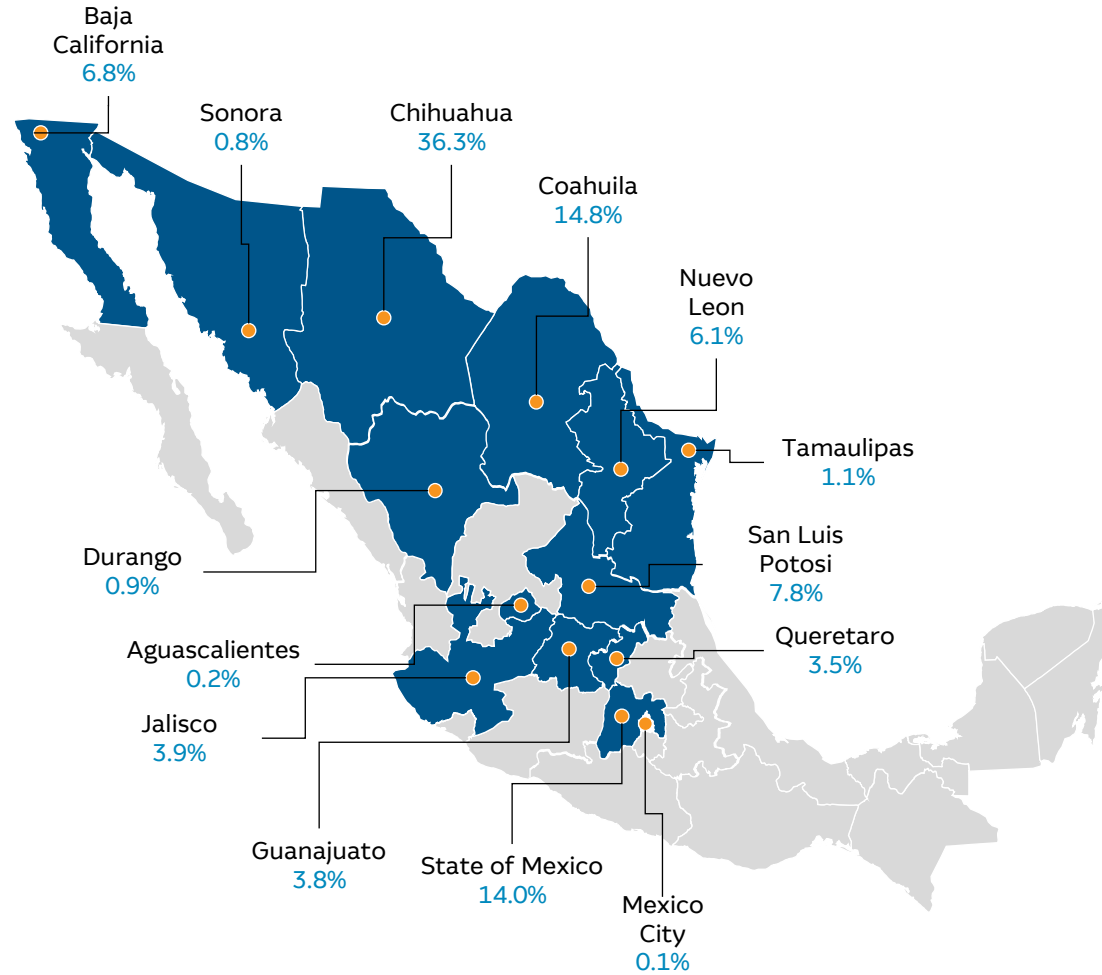 Baja
California
6.8%
Sonora
0.8%
Chihuahua
36.3%
Coahuila
14.8%
Nuevo
Leon
6.1%
Tamaulipas
1.1%
San Luis
Potosi
7.8%
Durango
0.9%
Queretaro
3.5%
Aguascalientes
0.2%
Jalisco
3.9%
Guanajuato
3.8%
State of Mexico
14.0%
Mexico
City
0.1%